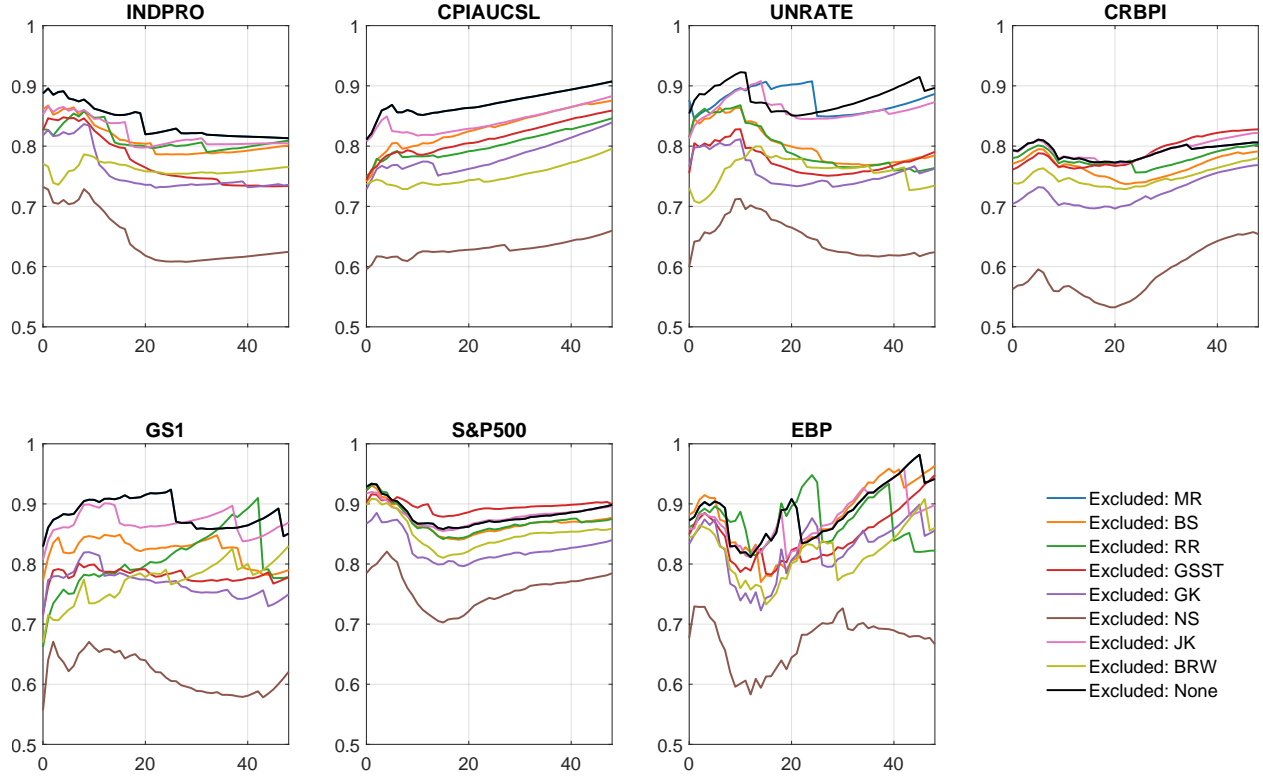 INDPRO
CPIAUCSL
UNRATE
CRBPI
1
0.9
0.8
0.7
0.6
0.5
0 20 40
1
0.9
0.8
0.7
0.6
0.5
0 20 40
1
0.9
0.8
0.7
0.6
0.5
0 20 40
1
0.9
0.8
0.7
0.6
0.5
0 20 40
GS1
S&P500
EBP
1
0.9
0.8
0.7
0.6
0.5
0 20 40
1
0.9
0.8
0.7
0.6
0.5
0 20 40
1
0.9
0.8
0.7
0.6
0.5
0 20 40
Excluded: MR
Excluded: BS
Excluded: RR
Excluded: GSST
Excluded: GK
Excluded: NS
Excluded: JK
Excluded: BRW
Excluded: None